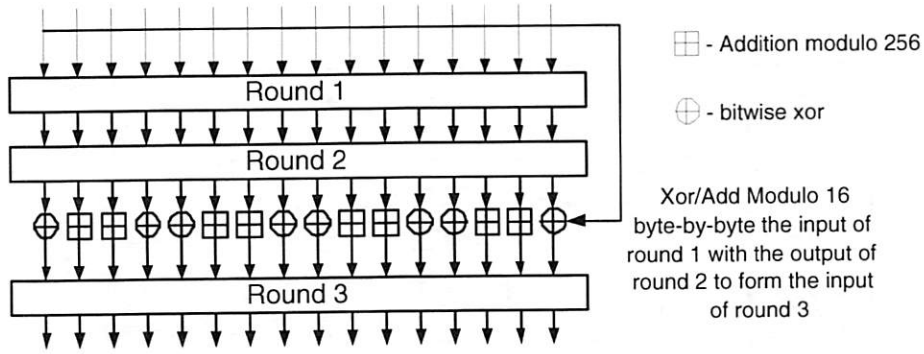 - Addition modulo 256
Round 1
- bitwise xor
Round 2
Xor/Add Modulo 16
byte-by-byte the input of
round 1 with the output of
round 2 to form the input
of round 3
Round 3